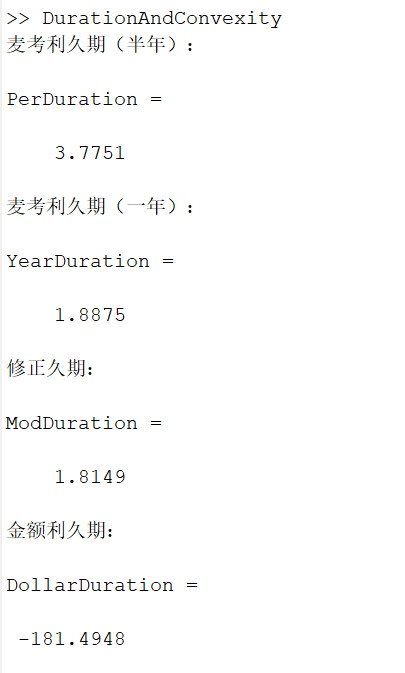 >> DurationAndConvexity
麦考利久期（半年）：
PerDuration =
3.7751
麦考利久期（一年）：
YearDuration =
1.8875
修正久期：
ModDuration =
1.8149
金额利久期：
DollarDuration =
-181.4948